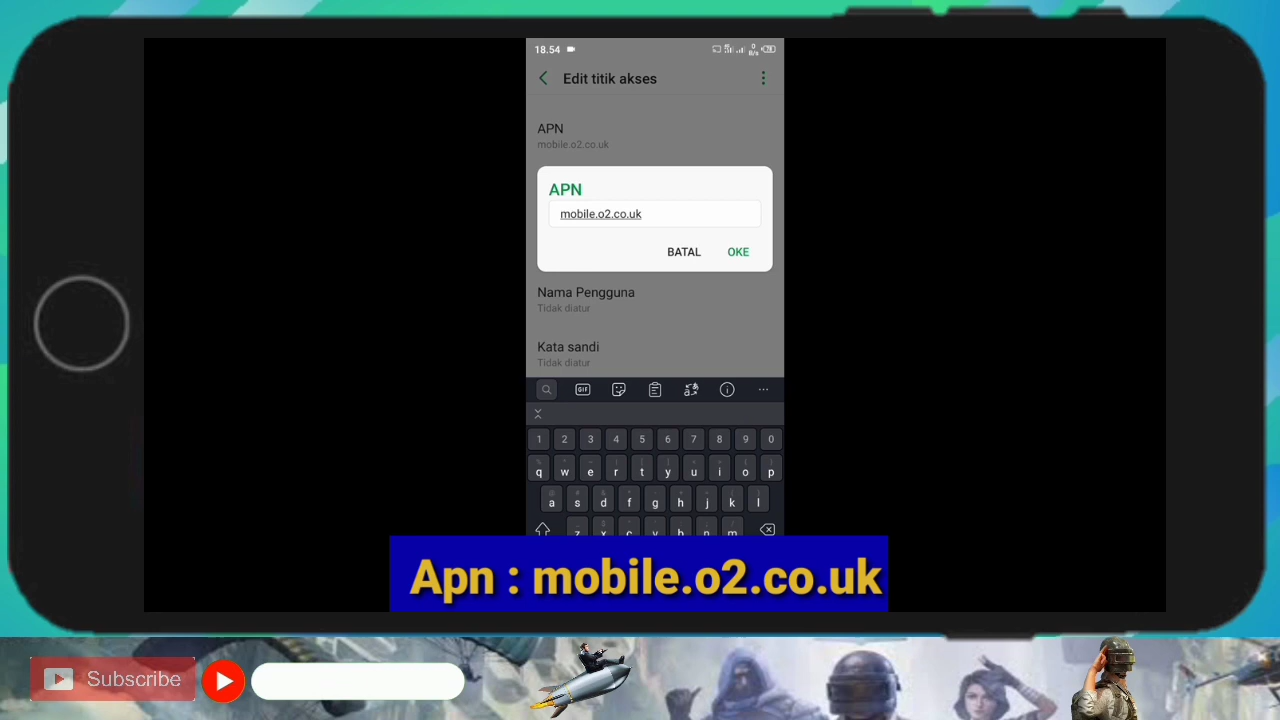 18.54
Edit titik akses
APN
mobile.o2.co.uk
APN
mobile.o2.co.uk
BATAL OKE
Nama Pengguna
Tidak diatur
Kata sandi
Tidak diatur
GIF
1 2 3 4 5 6 7 8 9 0
q w e r t y u i o p
a s d f g h j k l
z x c v b n m
Apn : mobile.o2.co.uk
Subscribe